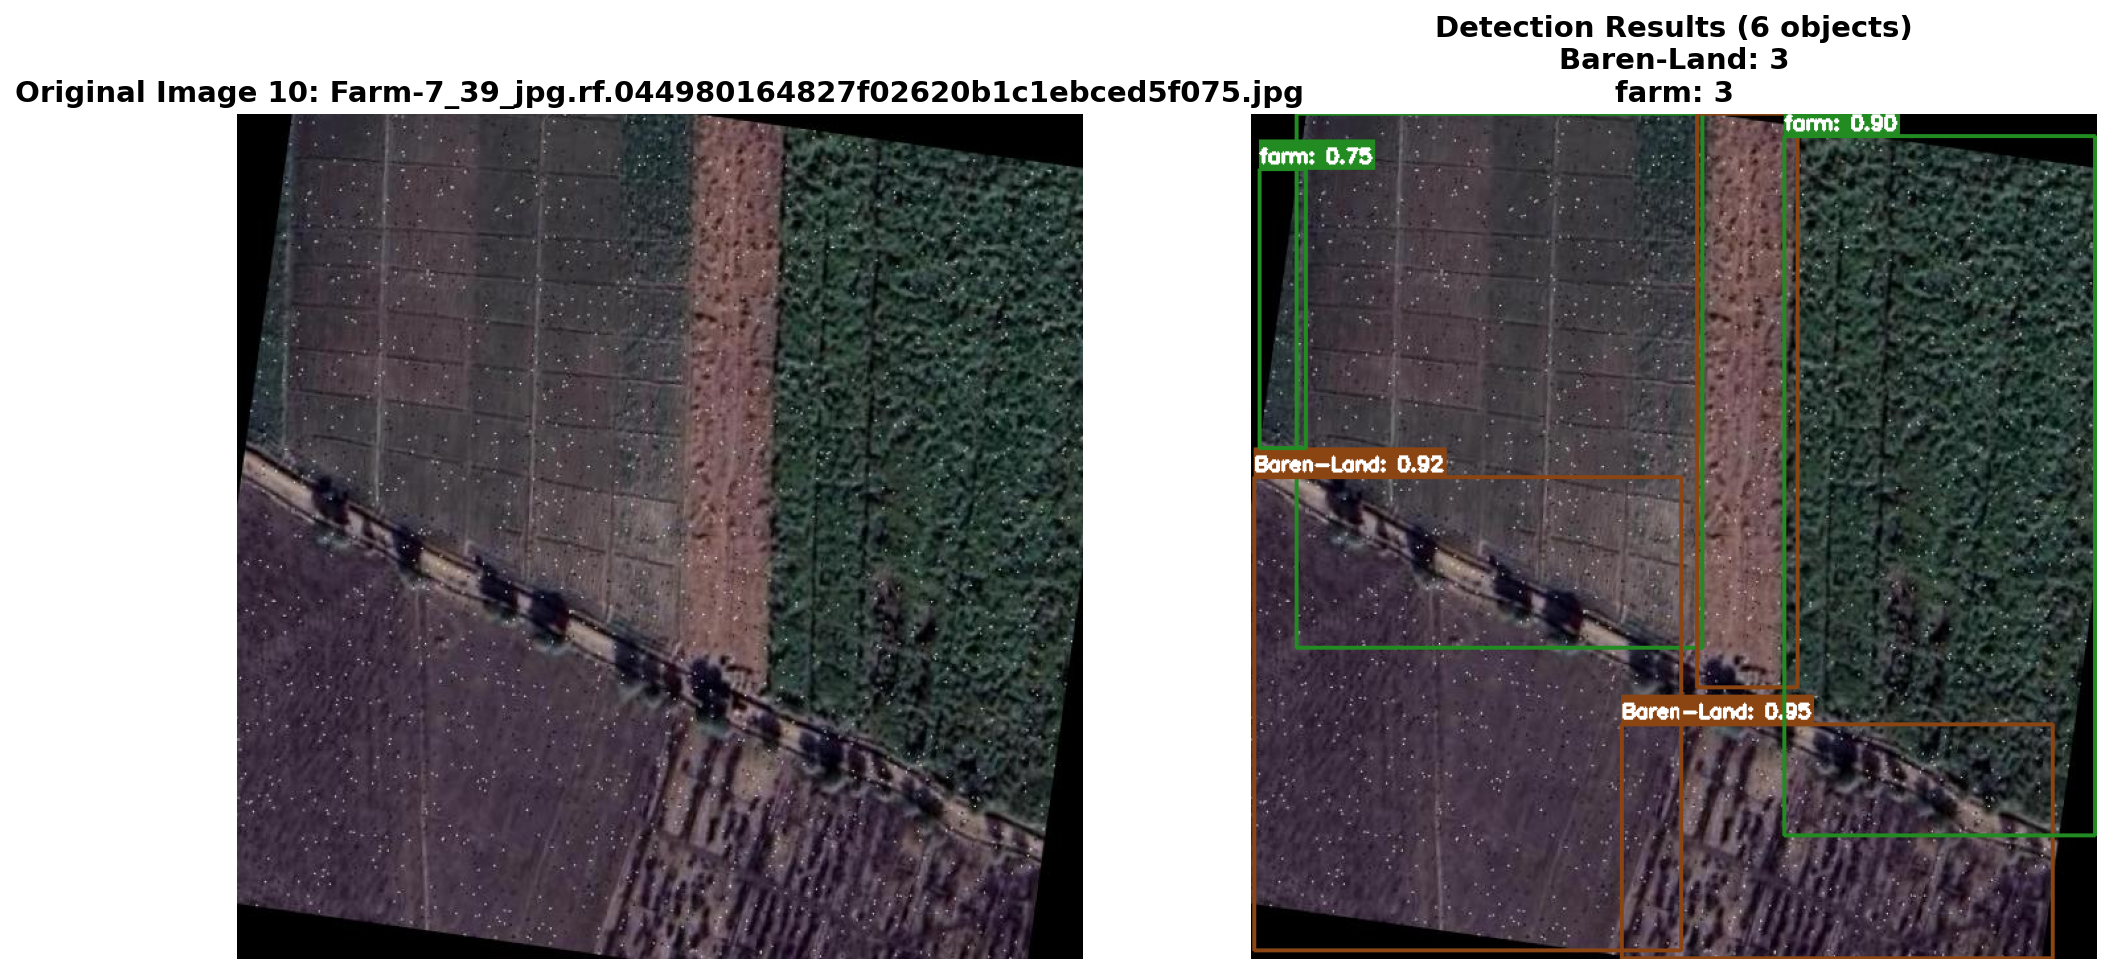 Original Image 10: Farm-7_39_jpg.rf.044980164827f02620b1c1ebced5f075.jpg
Detection Results (6 objects)
Baren-Land: 3
farm: 3
farm: 0.90
farm: 0.75
Baren-Land: 0.92
Baren-Land: 0.95